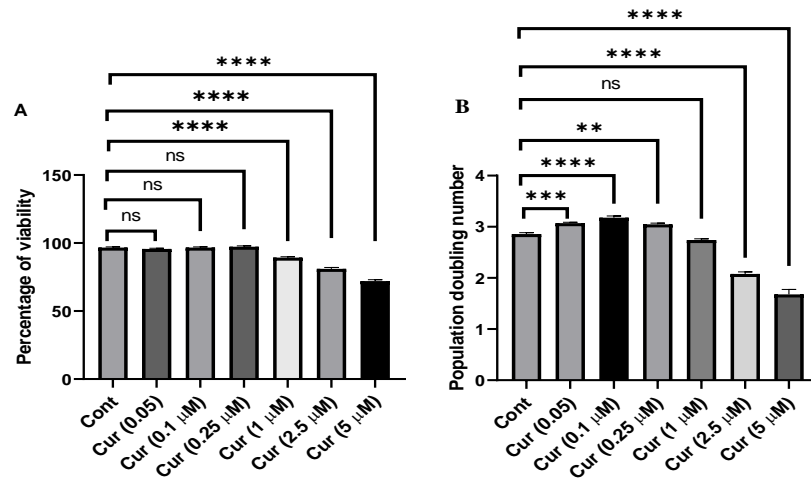 A
****
****
****
ns
ns
ns
150
100
50
0
Percentage of viability
Cont
Cur (0.05)
Cur (0.1 µM)
Cur (0.25 µM)
Cur (1 µM)
Cur (2.5 µM)
Cur (5 µM)
B
****
****
ns
**
****
***
4
3
2
1
0
Population doubling number
Cont
Cur (0.05)
Cur (0.1 µM)
Cur (0.25 µM)
Cur (1 µM)
Cur (2.5 µM)
Cur (5 µM)